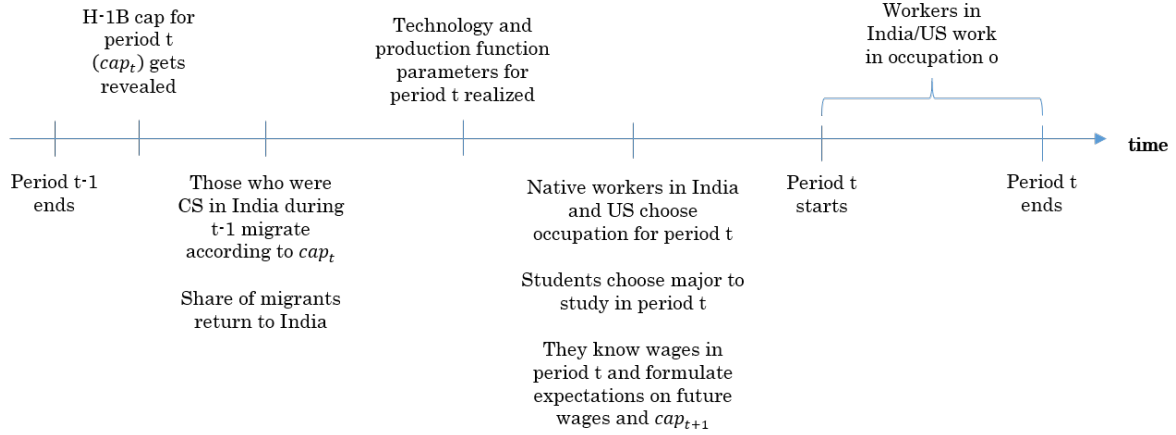 H-1B cap for
period t
(cap_t) gets
revealed
Technology and
production function
parameters for
period t realized
Workers in
India/US work
in occupation o
time
Period t-1
ends
Those who were
CS in India during
t-1 migrate
according to cap_t
Share of migrants
return to India
Native workers in India
and US choose
occupation for period t
Students choose major to
study in period t
They know wages in
period t and formulate
expectations on future
wages and cap_{t+1}
Period t
starts
Period t
ends